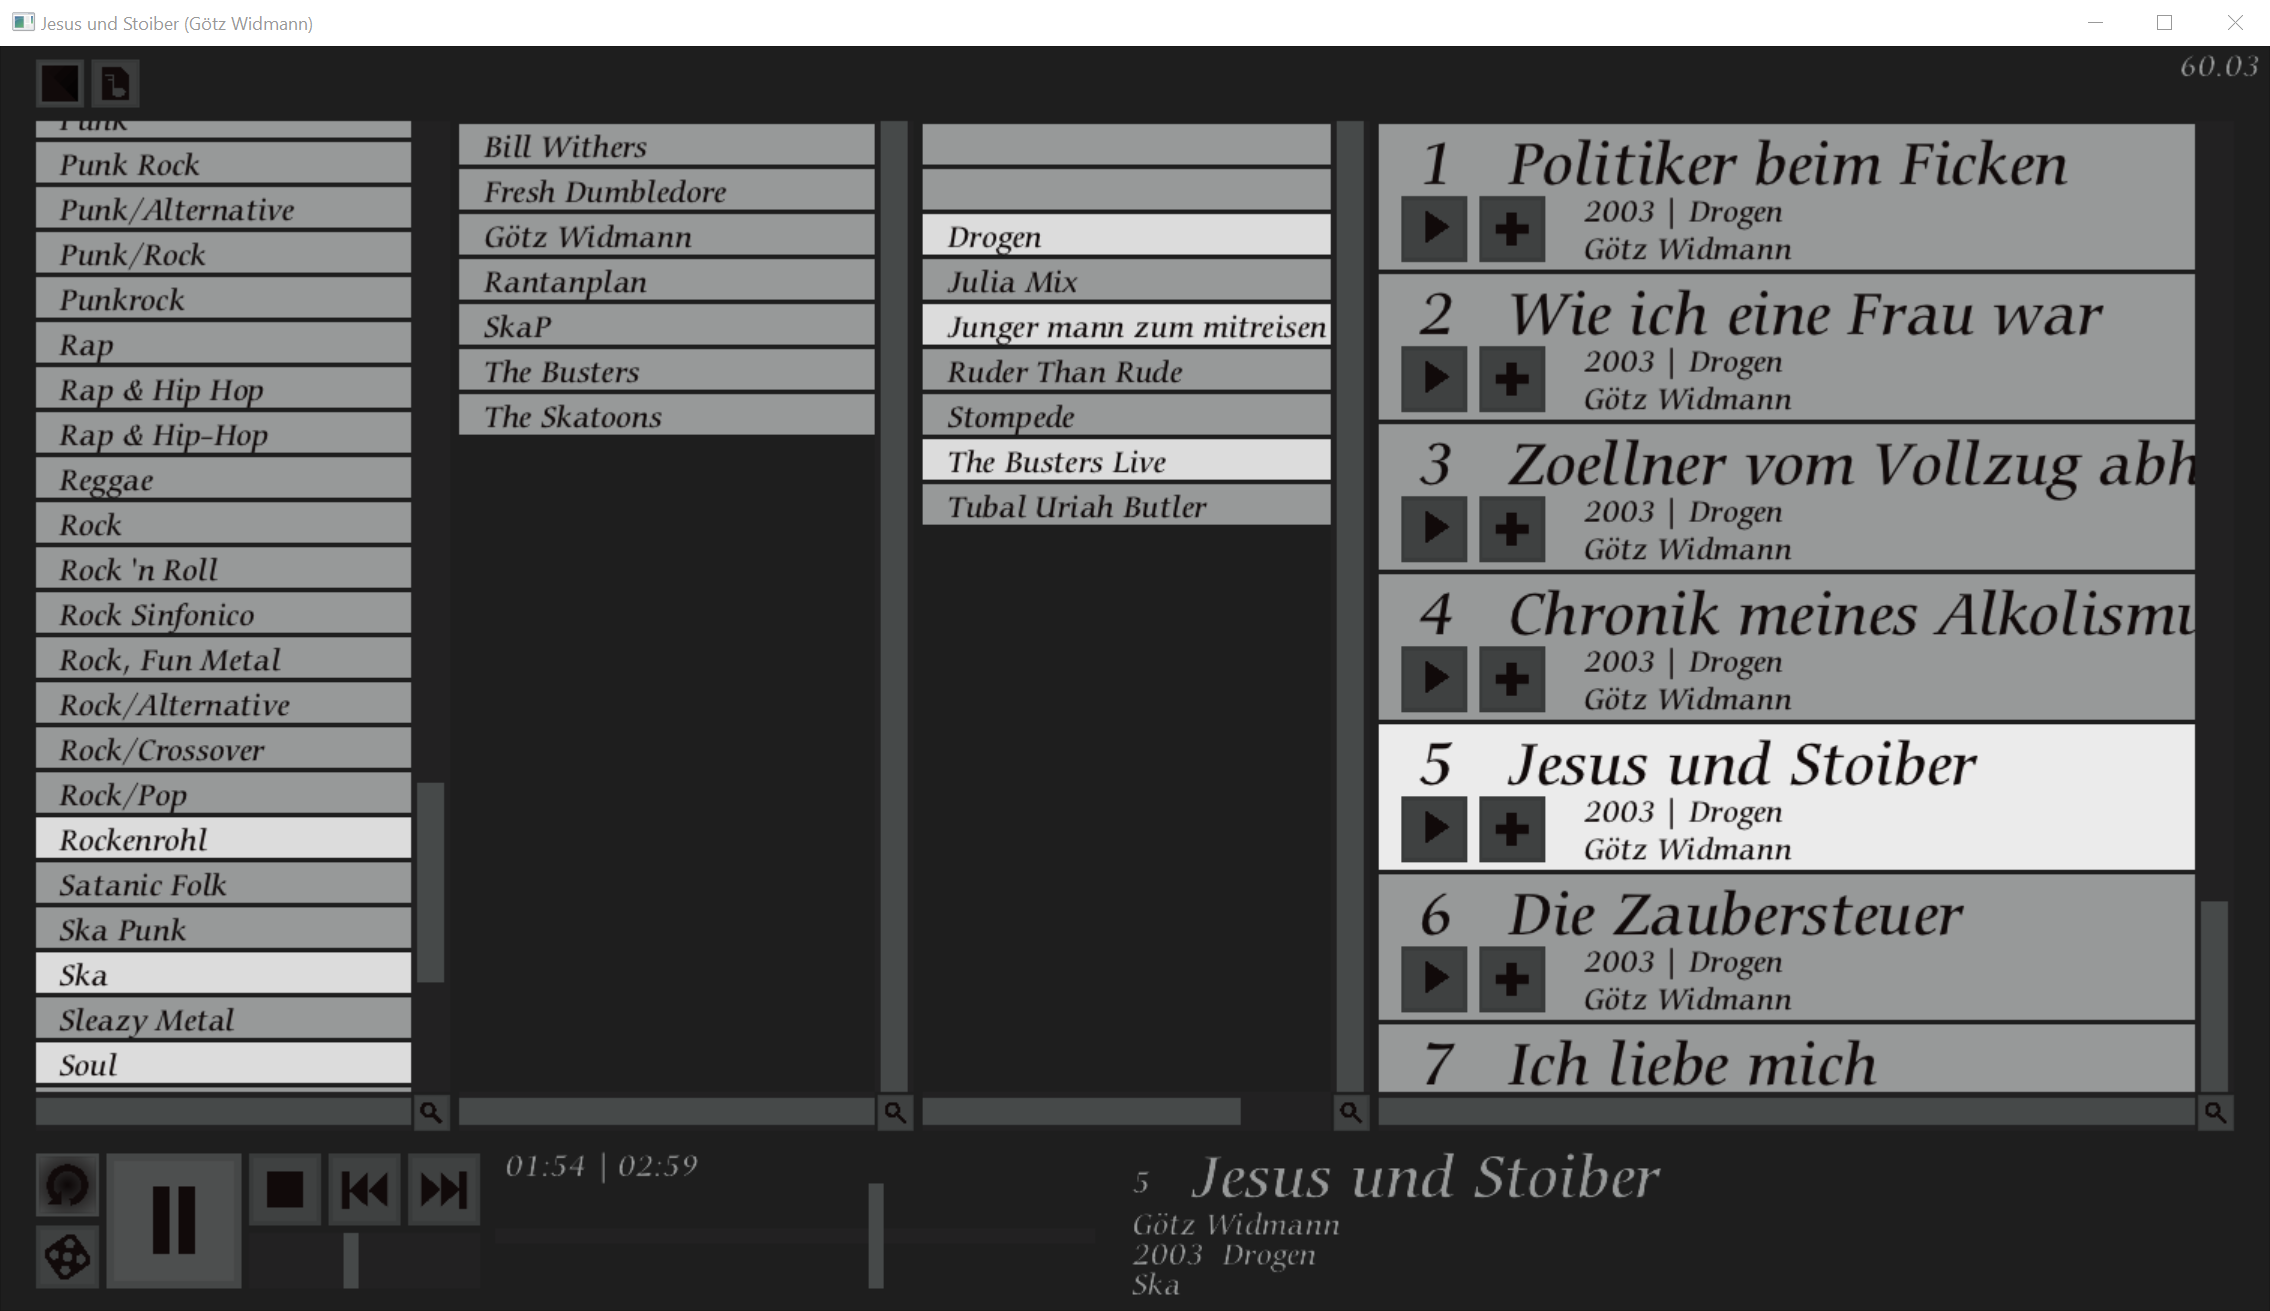 Jesus und Stoiber (Götz Widmann)
60.03
Punk
Punk Rock
Punk/Alternative
Punk/Rock
Punkrock
Rap
Rap & Hip Hop
Rap & Hip-Hop
Reggae
Rock
Rock 'n Roll
Rock Sinfonico
Rock, Fun Metal
Rock/Alternative
Rock/Crossover
Rock/Pop
Rockenrohl
Satanic Folk
Ska Punk
Ska
Sleazy Metal
Soul
Bill Withers
Fresh Dumbledore
Götz Widmann
Rantanplan
SkaP
The Busters
The Skatoons
Drogen
Julia Mix
Junger mann zum mitreisen
Ruder Than Rude
Stompede
The Busters Live
Tubal Uriah Butler
1 Politiker beim Ficken
2003 | Drogen
Götz Widmann
2 Wie ich eine Frau war
2003 | Drogen
Götz Widmann
3 Zoellner vom Vollzug abh
2003 | Drogen
Götz Widmann
4 Chronik meines Alkolismu
2003 | Drogen
Götz Widmann
5 Jesus und Stoiber
2003 | Drogen
Götz Widmann
6 Die Zaubersteuer
2003 | Drogen
Götz Widmann
7 Ich liebe mich
01:54 | 02:59
5 Jesus und Stoiber
Götz Widmann
2003 Drogen
Ska